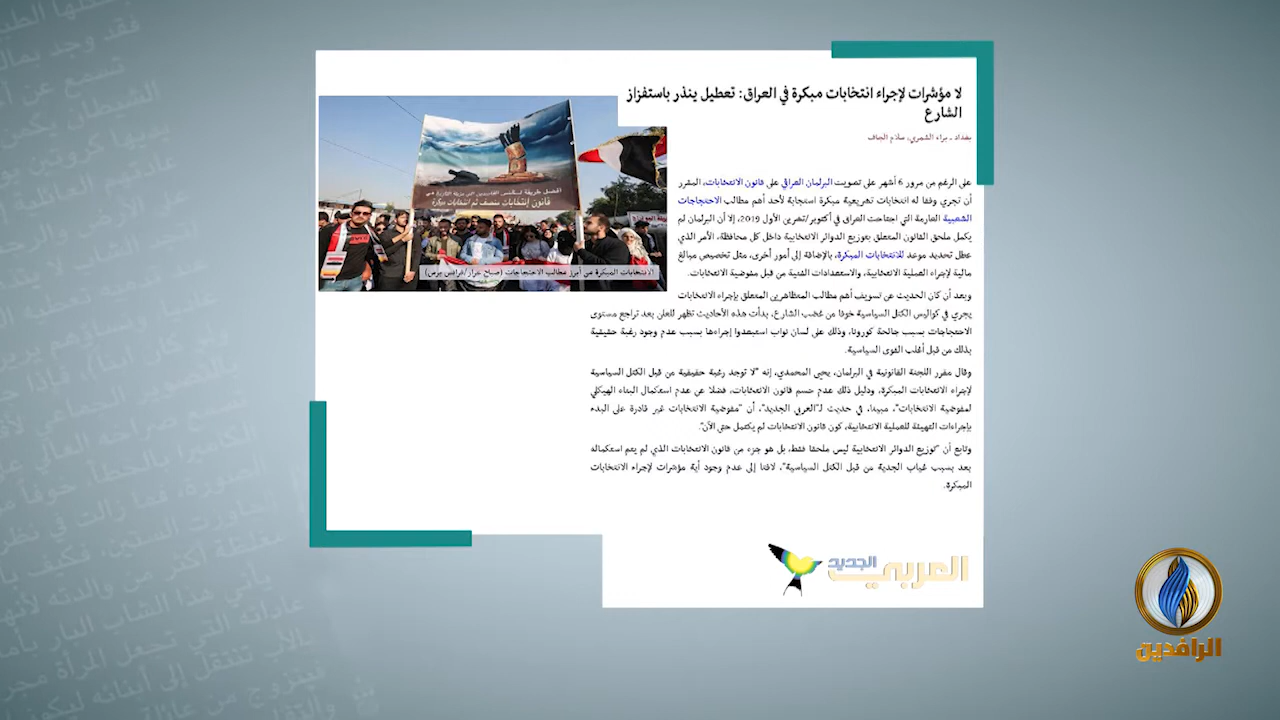 لا مؤشرات لإجراء انتخابات مبكرة في العراق: تعطيل ينذر باستفزاز
الشارع
بغداد ـ براء الشمري، سلام الجاف
قانون إنتخابات منصف ثم انتخابات مبكرة
الانتخابات المبكرة من أبرز مطالب الاحتجاجات (صباح عرار/فرانس برس)
على الرغم من مرور 6 أشهر على تصويت البرلمان العراقي على قانون الانتخابات، المقرر
أن تجري وفقا له انتخابات تشريعية مبكرة استجابة لأحد أهم مطالب الاحتجاجات
الشعبية العارمة التي اجتاحت العراق في أكتوبر/تشرين الأول 2019، إلا أن البرلمان لم
يكمل ملحق القانون المتعلق بتوزيع الدوائر الانتخابية داخل كل محافظة، الأمر الذي
عطل تحديد موعد للانتخابات المبكرة، بالإضافة إلى أمور أخرى، مثل تخصيص مبالغ
مالية لإجراء العملية الانتخابية، والاستعدادات الفنية من قبل مفوضية الانتخابات.
وبعد أن كان الحديث عن تسويف أهم مطالب المتظاهرين المتعلق بإجراء الانتخابات
يجري في كواليس الكتل السياسية خوفا من غضب الشارع، بدأت هذه الأحاديث تظهر للعلن بعد تراجع مستوى
الاحتجاجات بسبب جائحة كورونا، وذلك على لسان نواب استبعدوا إجراءها بسبب عدم وجود رغبة حقيقية
بذلك من قبل أغلب القوى السياسية.
وقال مقرر اللجنة القانونية في البرلمان، يحيى المحمدي، إنه "لا توجد رغبة حقيقية من قبل الكتل السياسية
لإجراء الانتخابات المبكرة، ودليل ذلك عدم حسم قانون الانتخابات، فضلا عن عدم استكمال البناء الهيكلي
لمفوضية الانتخابات"، مبينا، في حديث لـ"العربي الجديد"، أن "مفوضية الانتخابات غير قادرة على البدء
بإجراءات التهيئة للعملية الانتخابية، كون قانون الانتخابات لم يكتمل حتى الآن".
وتابع أن "توزيع الدوائر الانتخابية ليس ملحقا فقط، بل هو جزء من قانون الانتخابات الذي لم يتم استكماله
بعد بسبب غياب الجدية من قبل الكتل السياسية"، لافتا إلى عدم وجود أية مؤشرات لإجراء الانتخابات
المبكرة.
العربي الجديد
الرافدين